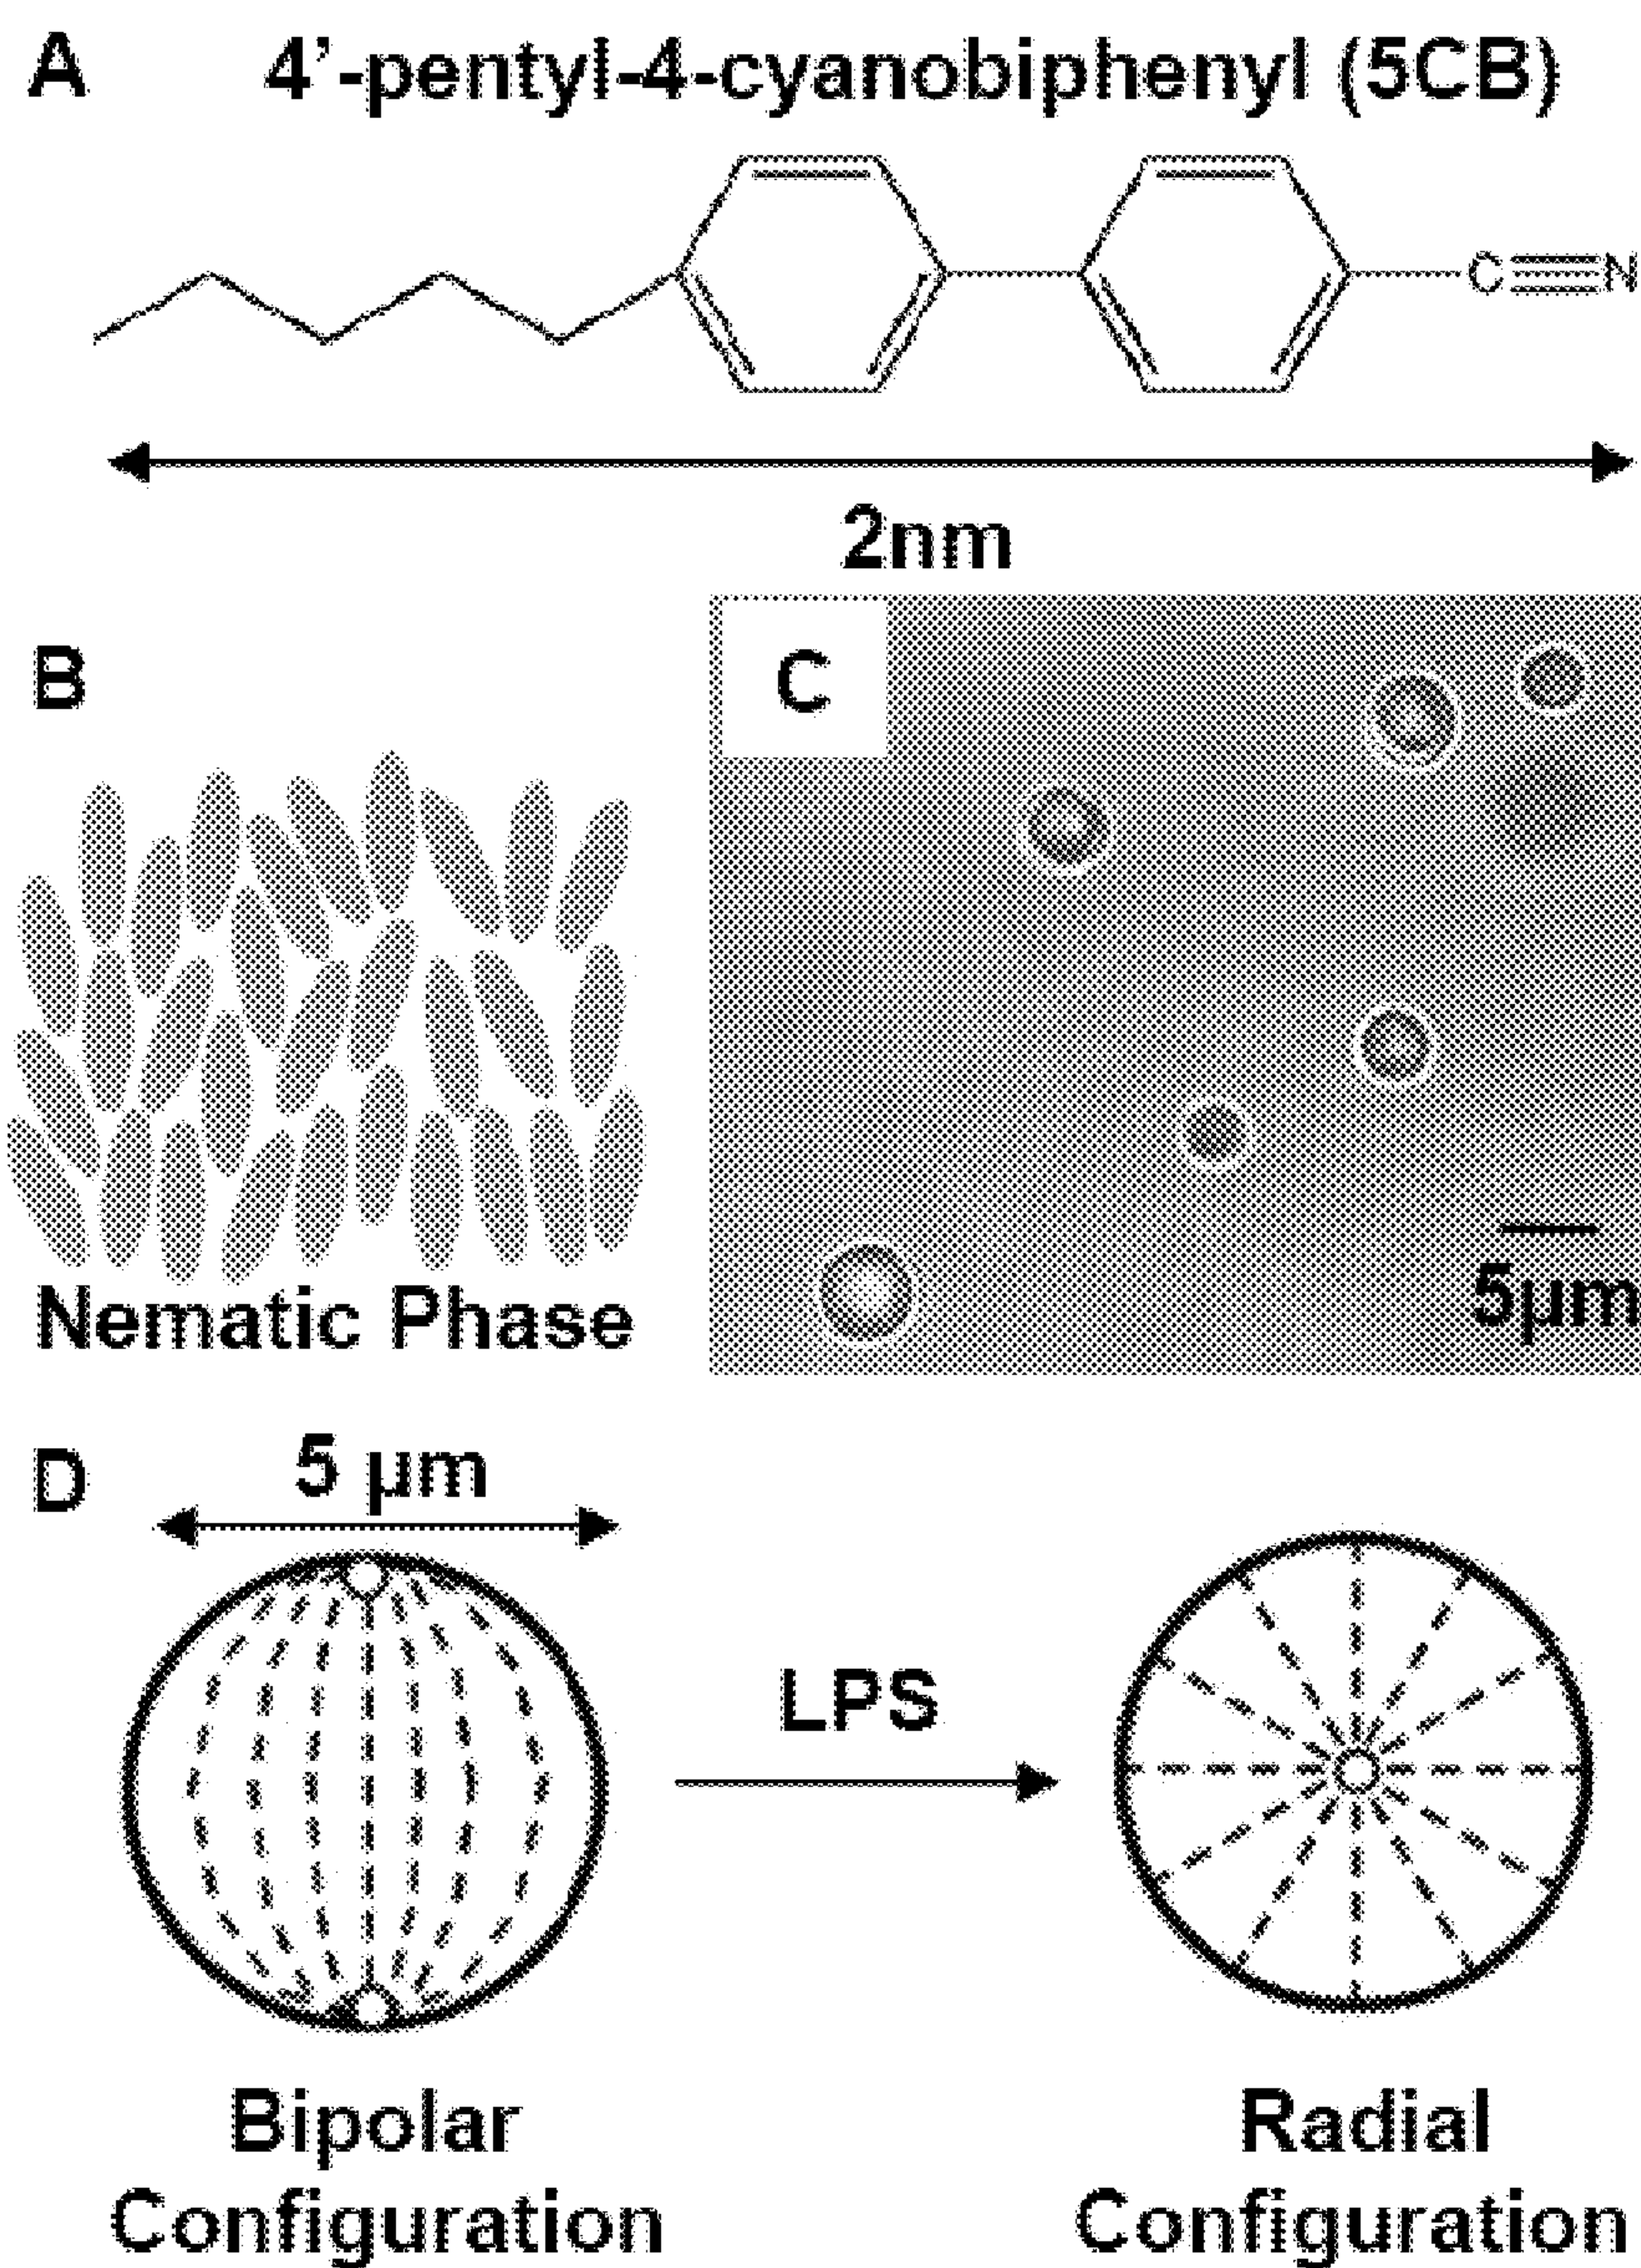 A
4'-pentyl-4-cyanobiphenyl (5CB)
C N
2nm
B
C
5µm
Nematic Phase
D
5 µm
LPS
Bipolar
Configuration
Radial
Configuration